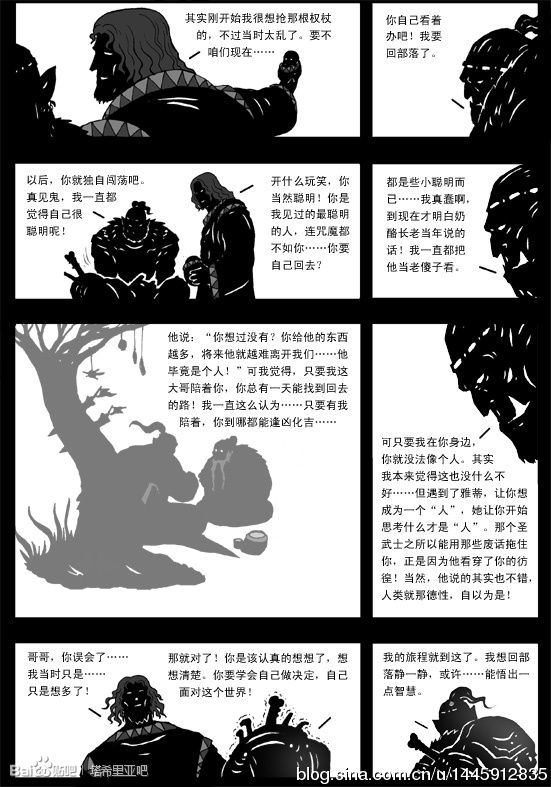 其实刚开始我很想抢那根权杖
的，不过当时太乱了。要不
咱们现在……
你自己看着
办吧！我要
回部落了。
以后，你就独自闯荡吧。
真见鬼，我一直都
觉得自己很
聪明呢！
开什么玩笑，你
当然聪明！你是
我见过的最聪明
的人，连咒魔都
不如你……你要
自己回去？
都是些小聪明而
已……我真蠢啊，
到现在才明白奶
酪长老当年说的
话！我一直都把
他当老傻子看。
他说：“你想过没有？你给他的东西
越多，将来他就越难离开我们……他
毕竟是个人！”可我觉得，只要我这
大哥陪着你，你总有一天能找到回去
的路！我一直这么认为……只要有我
陪着，你到哪都能逢凶化吉……
可只要我在你身边，
你就没法像个人。其实
我本来觉得这也没什么不
好……但遇到了雅蒂，让你想
成为一个“人”，她让你开始
思考什么才是“人”。那个圣
武士之所以能用那些废话拖住
你，正是因为他看穿了你的彷
徨！当然，他说的其实也不错，
人类就那德性，自以为是！
哥哥，你误会了……
我当时只是……
只是想多了！
那就对了！你是该认真的想想了，想
想清楚。你要学会自己做决定，自己
面对这个世界！
我的旅程就到这了。我想回部
落静一静，或许……能悟出一
点智慧。
Bai贴吧 塔希里亚吧
blog.sina.com.cn/u/1445912835